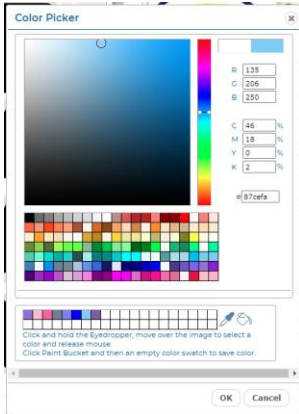 Color Picker
R 135
G 206
B 250
C 46 %
M 18 %
Y 0 %
K 2 %
# 87cefa
Click and hold the Eyedropper, move over the image to select a
color and release mouse.
Click Paint Bucket and then an empty color swatch to save color.
OK Cancel